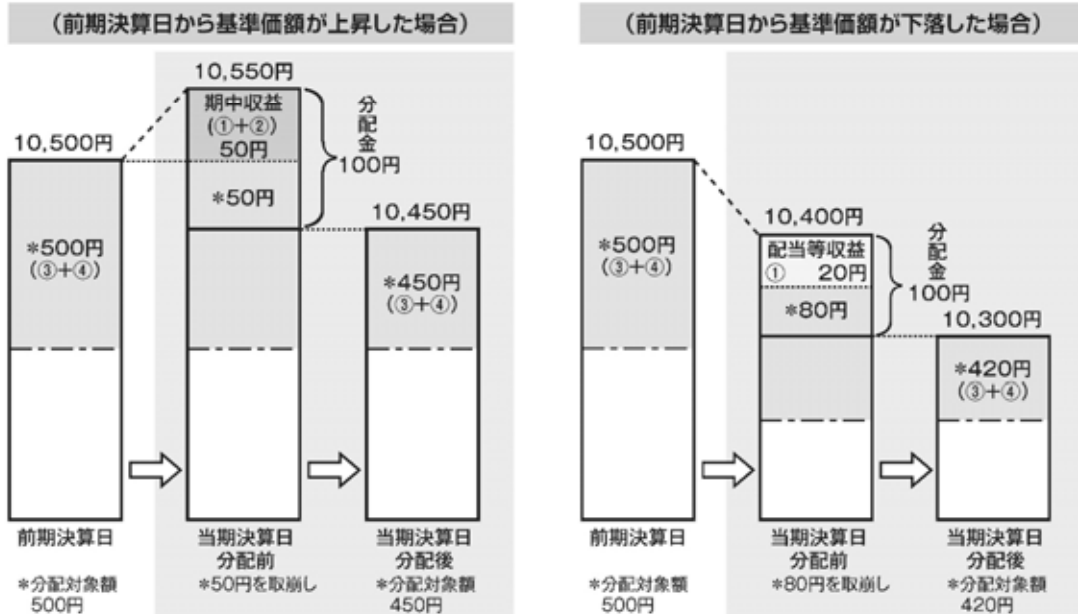 （前期決算日から基準価額が上昇した場合）
10,550円
期中収益
（①＋②）
50円
＊50円
分配金
100円
10,500円
＊500円
（③＋④）
10,450円
＊450円
（③＋④）
前期決算日
当期決算日
分配前
当期決算日
分配後
＊分配対象額
500円
＊50円を取崩し
＊分配対象額
450円
（前期決算日から基準価額が下落した場合）
10,500円
＊500円
（③＋④）
10,400円
配当等収益
① 20円
＊80円
分配金
100円
10,300円
＊420円
（③＋④）
前期決算日
当期決算日
分配前
当期決算日
分配後
＊分配対象額
500円
＊80円を取崩し
＊分配対象額
420円